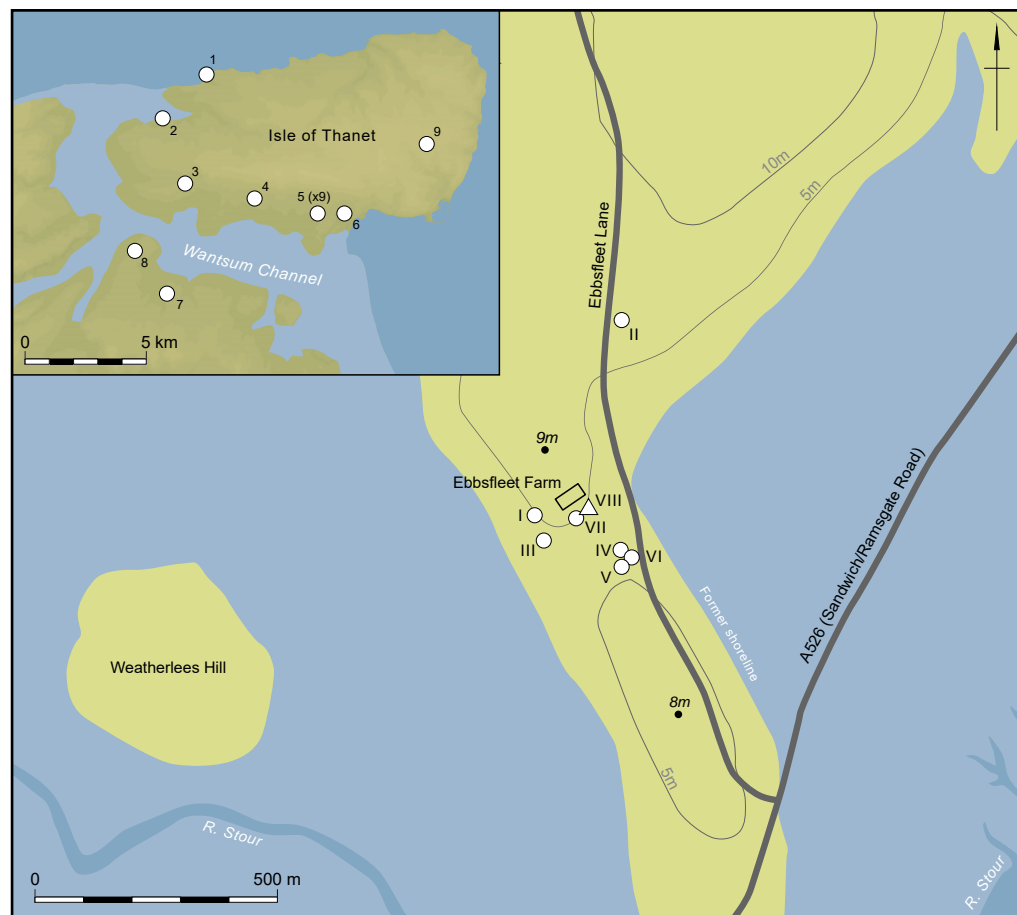 1
2
Isle of Thanet
9
3
4
5 (x9)
6
Wantsum Channel
8
7
0
5 km
10m
5m
Ebbsfleet Lane
II
9m
Ebbsfleet Farm
VIII
I
VII
III
IV
VI
V
Former shoreline
A526 (Sandwich/Ramsgate Road)
Weatherlees Hill
8m
5m
R. Stour
R. Stour
0
500 m